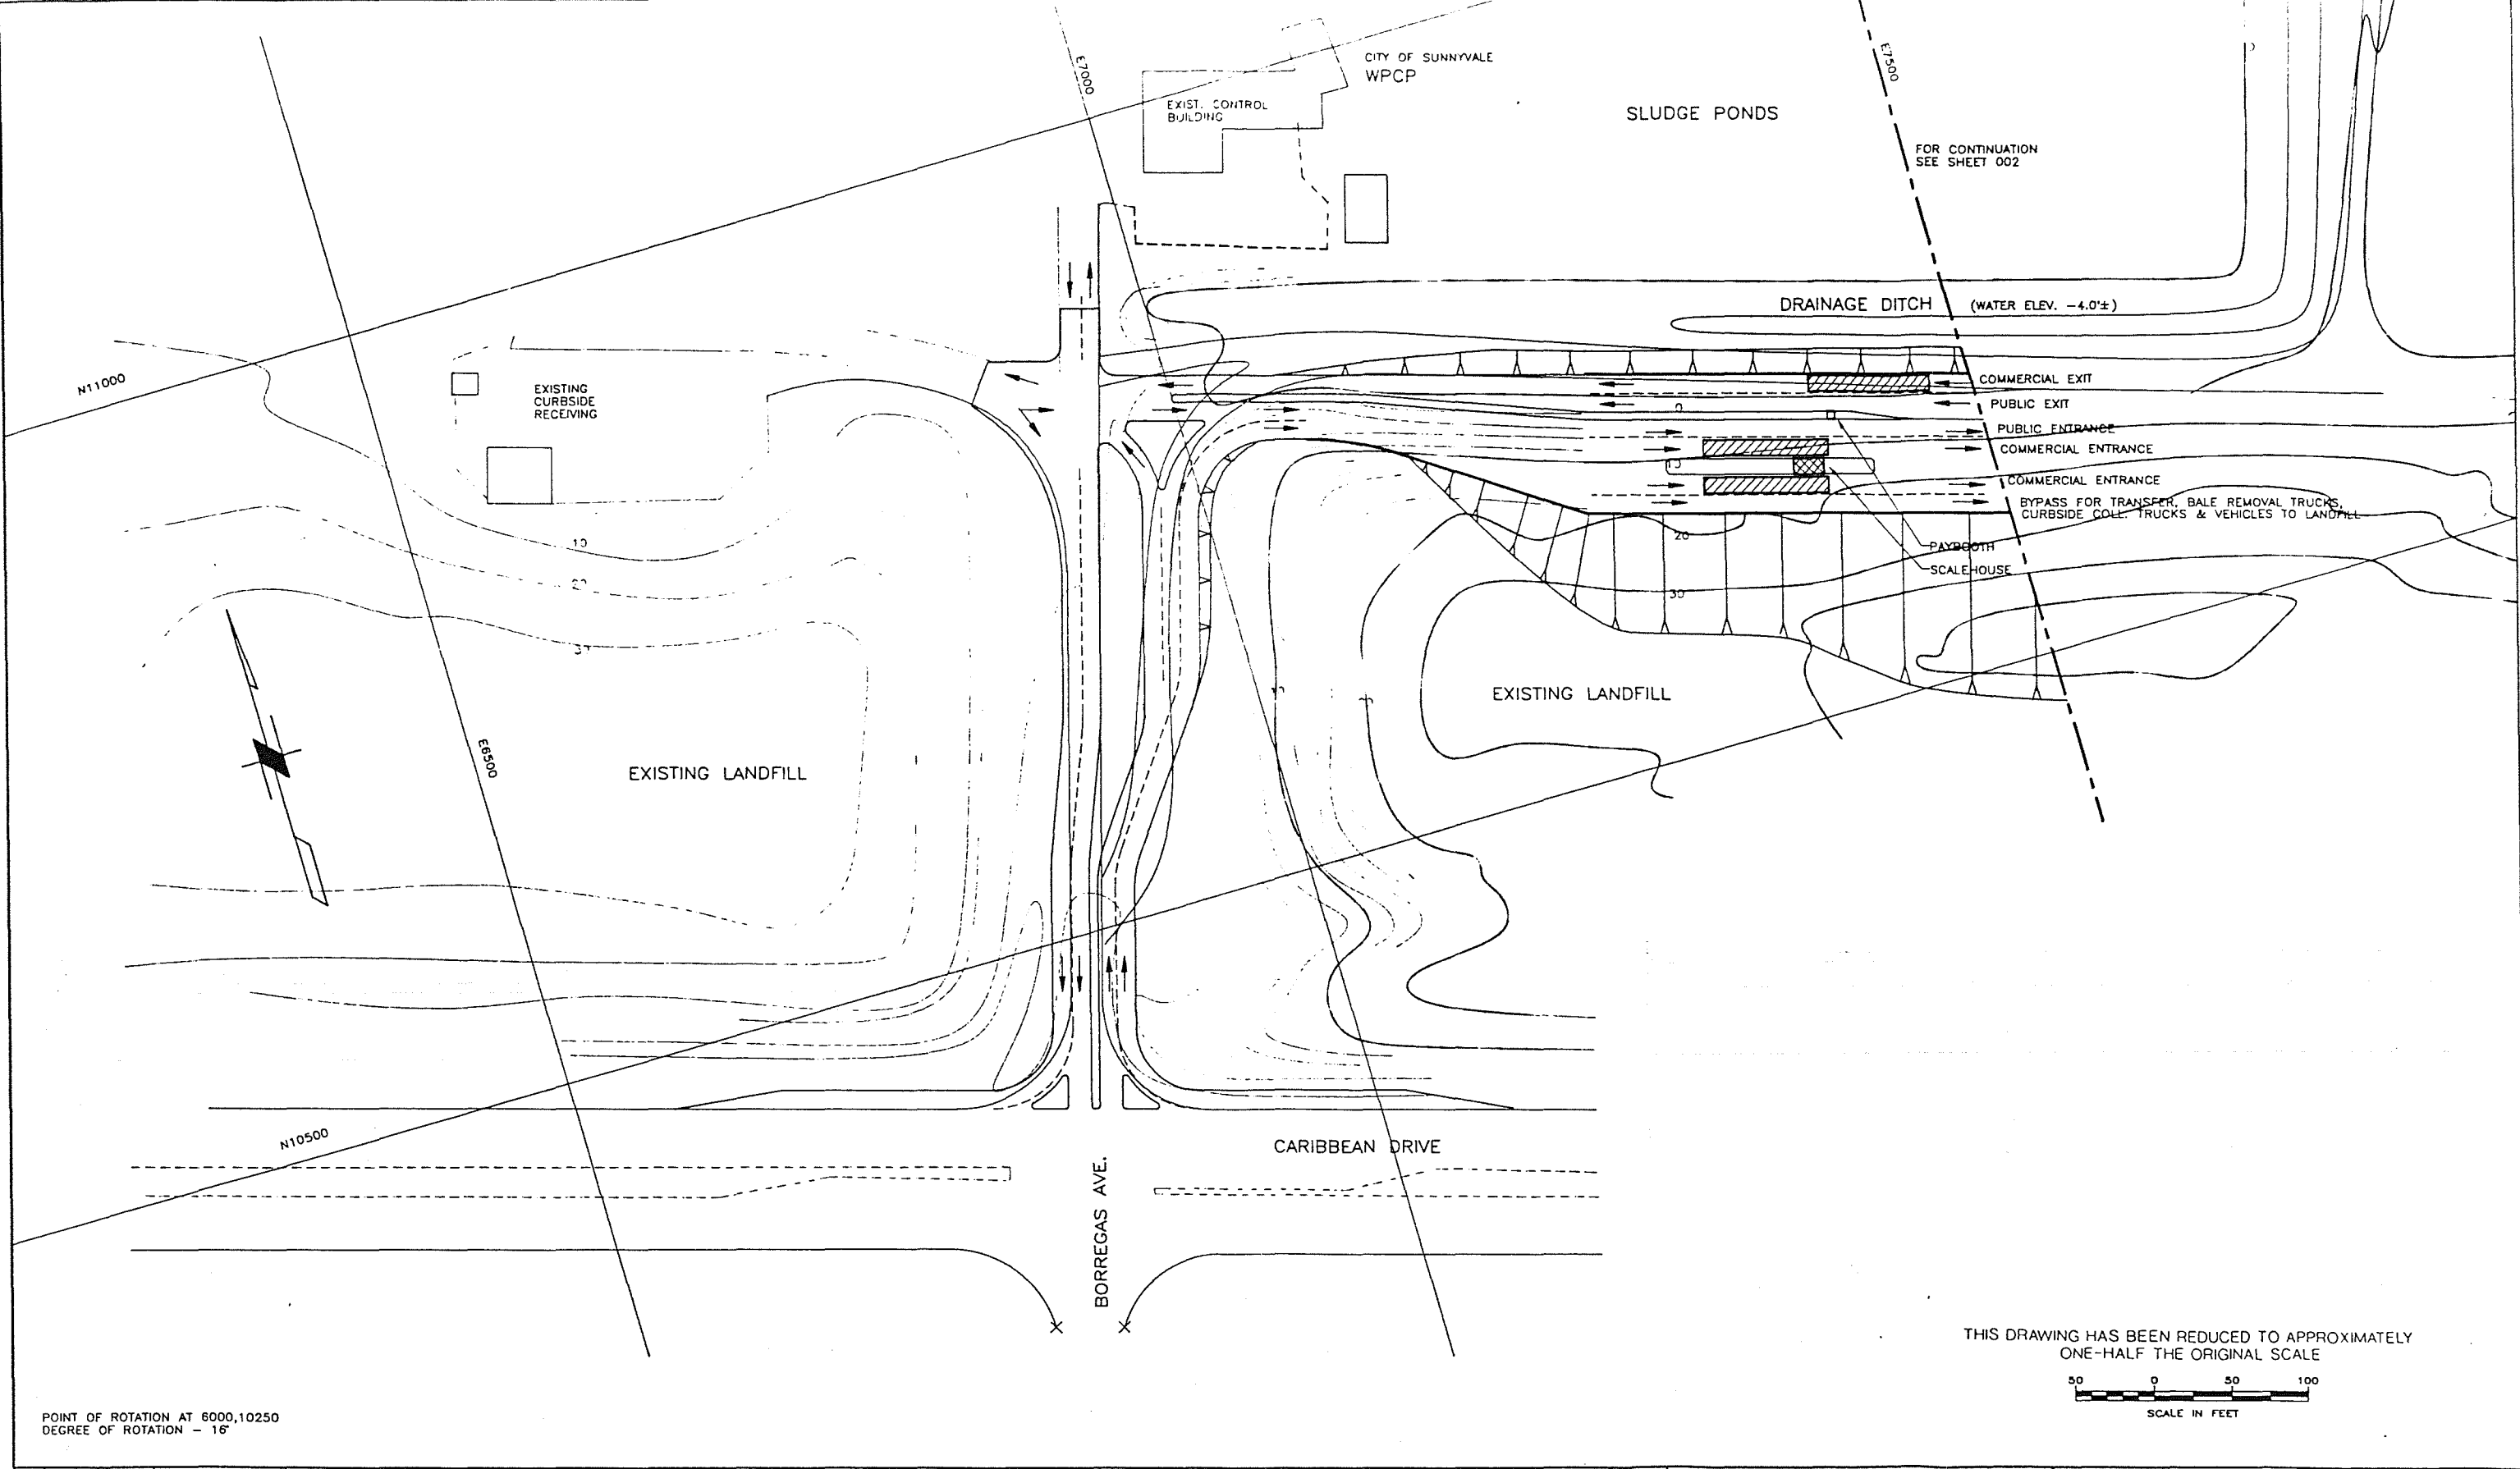 CITY OF SUNNYVALE
WPCP
E7000
E7500
EXIST. CONTROL
BUILDING
SLUDGE PONDS
FOR CONTINUATION
SEE SHEET 002
DRAINAGE DITCH (WATER ELEV. -4.0'±)
N11000
EXISTING
CURBSIDE
RECEIVING
COMMERCIAL EXIT
PUBLIC EXIT
0
PUBLIC ENTRANCE
COMMERCIAL ENTRANCE
10
COMMERCIAL ENTRANCE
BYPASS FOR TRANSFER, BALE REMOVAL TRUCKS,
CURBSIDE COLL. TRUCKS & VEHICLES TO LANDFILL
20
PAYBOOTH
SCALEHOUSE
30
10
20
EXISTING LANDFILL
E6500
EXISTING LANDFILL
N10500
CARIBBEAN DRIVE
BORREGAS AVE.
THIS DRAWING HAS BEEN REDUCED TO APPROXIMATELY
ONE-HALF THE ORIGINAL SCALE
50 0 50 100
SCALE IN FEET
POINT OF ROTATION AT 6000,10250
DEGREE OF ROTATION - 16°